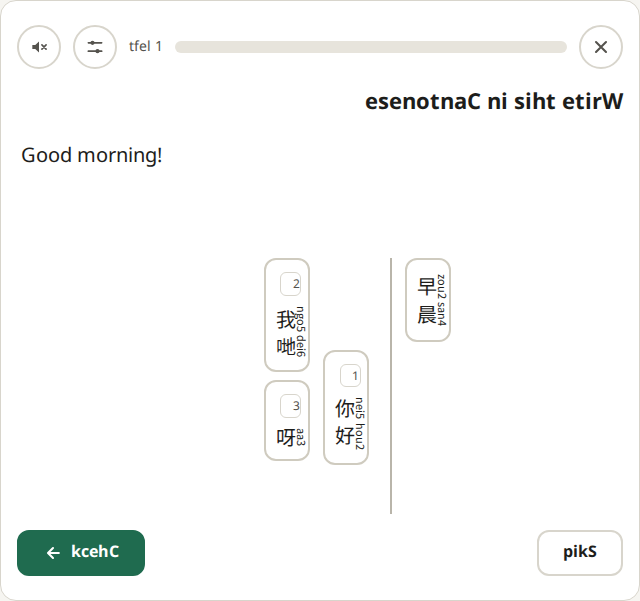 tfel 1
esenotnaC ni siht etirW
Good morning!
早晨
zou2 san4
1
你好
nei5 hou2
2
我哋
ngo5 dei6
3
呀
aa3
kcehC
pikS